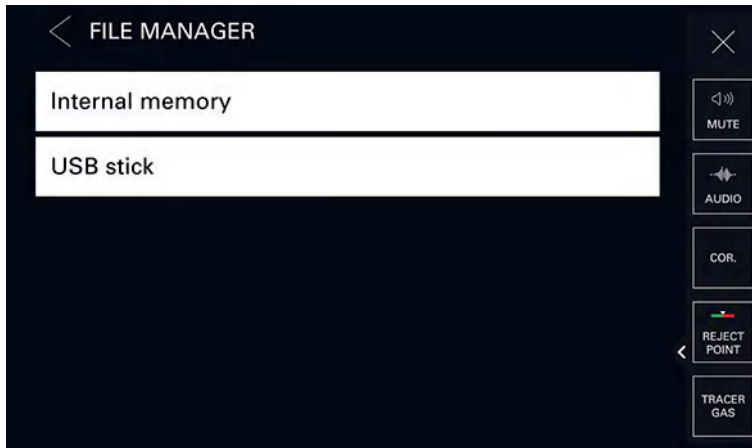 FILE MANAGER
Internal memory
USB stick
MUTE
AUDIO
COR.
REJECT
POINT
TRACER
GAS